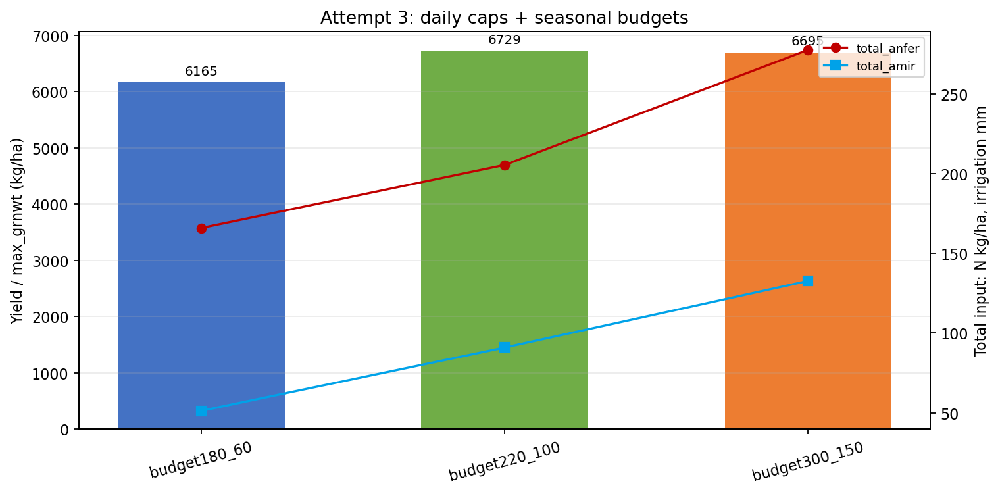 Attempt 3: daily caps + seasonal budgets
Yield / max_grnwt (kg/ha)
7000
6000
5000
4000
3000
2000
1000
0
6165
6729
6695
total_anfer
total_amir
250
200
150
100
50
Total input: N kg/ha, irrigation mm
budget180_60
budget220_100
budget300_150